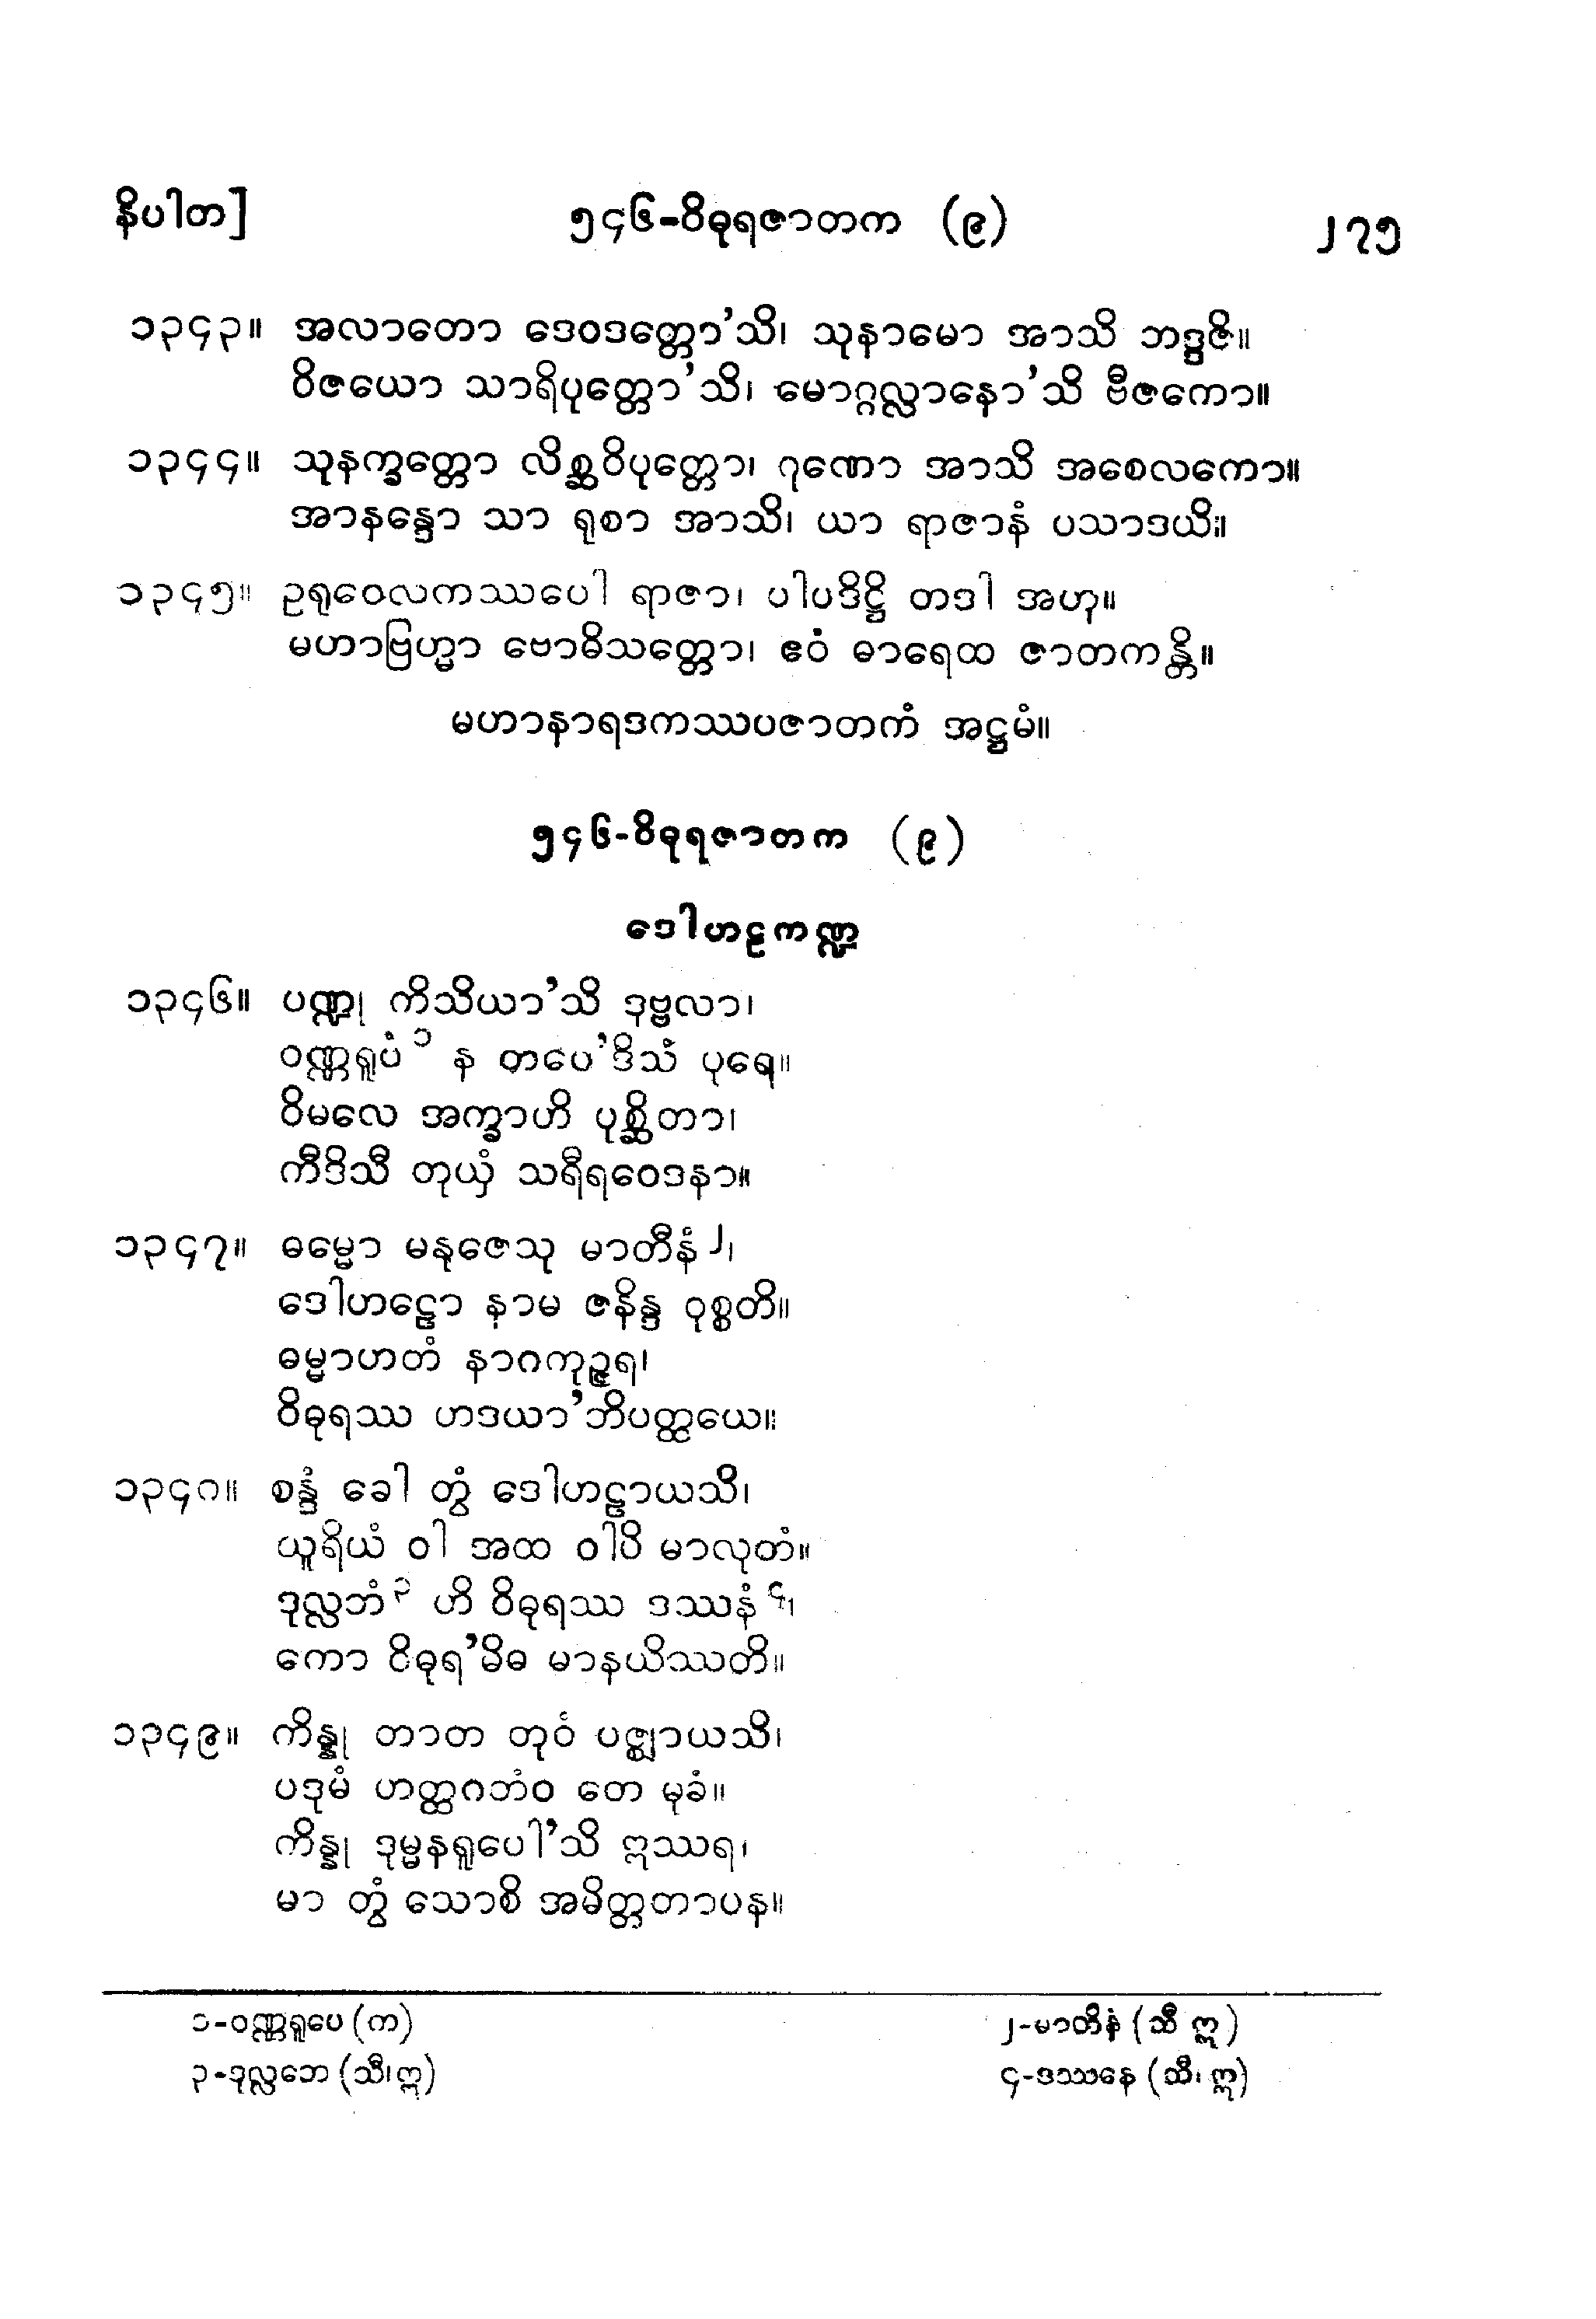 နိပါတ]
၅၄၆-ဝိဓုရဇာတက (၉)
၂၇၅
၁၃၄၃။ အလာတော ဒေဝဒတ္တော’သိ၊ သုနာမော အာသိ ဘဒ္ဒဇိ။
ဝိဇယော သာရိပုတ္တော’သိ၊ မောဂ္ဂလ္လာနော’သိ ဗီဇကော။
၁၃၄၄။ သုနက္ခတ္တော လိစ္ဆဝိပုတ္တော၊ ဂုဏော အာသိ အစေလကော။
အာနန္ဒော သာ ရုစာ အာသိ၊ ယာ ရာဇာနံ ပသာဒယိ။
၁၃၄၅။ ဥရုဝေလကဿပေါ ရာဇာ၊ ပါပဒိဋ္ဌိ တဒါ အဟု။
မဟာဗြဟ္မာ ဗောဓိသတ္တော၊ ဧဝံ ဓာရေထ ဇာတကန္တိ။
မဟာနာရဒကဿပဇာတကံ အဋ္ဌမံ။
၅၄၆-ဝိဓုရဇာတက (၉)
ဒေါဟဠကဏ္ဍ
၁၃၄၆။ ပဏ္ဍု ကိသိယာ’သိ ဒုဗ္ဗလာ၊
ဝဏ္ဏရူပံ ၁ န တပေ’ဒိသံ ပုရေ။
ဝိမလေ အက္ခာဟိ ပုစ္ဆိတာ၊
ကီဒိသီ တုယှံ သရီရဝေဒနာ။
၁၃၄၇။ ဓမ္မော မနုဇေသု မာတီနံ ၂၊
ဒေါဟဠော နာမ ဇနိန္ဒ ဝုစ္စတိ။
ဓမ္မာဟတံ နာဂကုဉ္ဇရ၊
ဝိဓုရဿ ဟဒယာ’ဘိပတ္ထယေ။
၁၃၄၈။ စန္ဒံ ခေါ တွံ ဒေါဟဠာယသိ၊
သူရိယံ ဝါ အထ ဝါပိ မာလုတံ။
ဒုလ္လဘံ ၃ ဟိ ဝိဓုရဿ ဒဿနံ ၄၊
ကော ဝိဓုရ’မိဓ မာနယိဿတိ။
၁၃၄၉။ ကိန္နု တာတ တုဝံ ပဇ္ဈာယသိ၊
ပဒုမံ ဟတ္ထဂတံဝ တေ မုခံ။
ကိန္နု ဒုမ္မနရူပေါ’သိ ဣဿရ၊
မာ တွံ သောစိ အမိတ္တတာပန။
၁-ဝဏ္ဏရူပေ (က)
၂-မာတိနံ (သီ ဣ)
၃-ဒုလ္လဘေ (သီ၊ဣ)
၄-ဒဿနေ (သီ၊ ဣ)